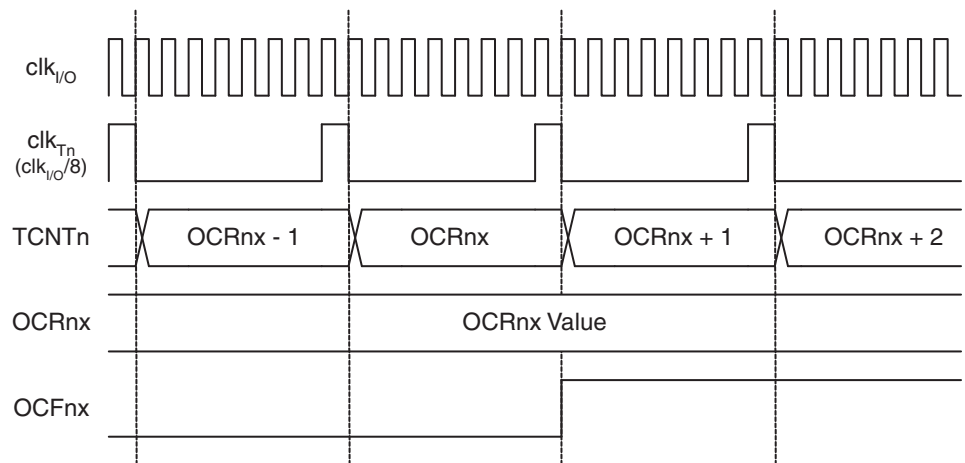 clkI/O
clkTn
(clkI/O/8)
TCNTn
OCRnx - 1
OCRnx
OCRnx + 1
OCRnx + 2
OCRnx
OCRnx Value
OCFnx